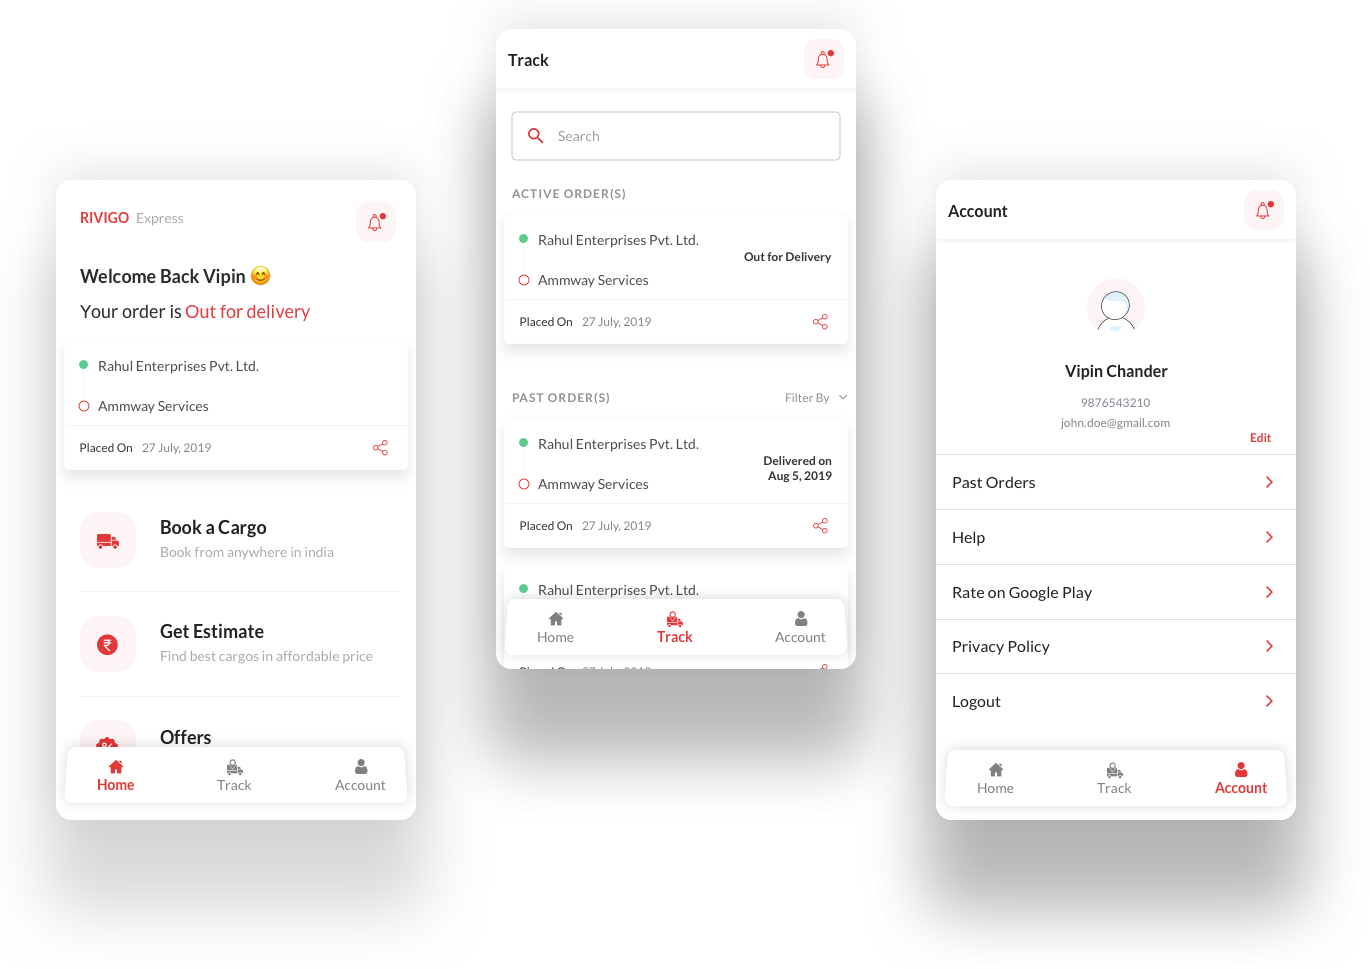 RIVIGO Express
Welcome Back Vipin 😊
Your order is Out for delivery
Rahul Enterprises Pvt. Ltd.
Ammway Services
Placed On 27 July, 2019
Book a Cargo
Book from anywhere in india
Get Estimate
Find best cargos in affordable price
Offers
Home Track Account
Track
Search
ACTIVE ORDER(S)
Rahul Enterprises Pvt. Ltd.
Out for Delivery
Ammway Services
Placed On 27 July, 2019
PAST ORDER(S) Filter By
Rahul Enterprises Pvt. Ltd.
Delivered on
Aug 5, 2019
Ammway Services
Placed On 27 July, 2019
Rahul Enterprises Pvt. Ltd.
Home Track Account
Placed On 27 July, 2019
Account
Vipin Chander
9876543210
john.doe@gmail.com
Edit
Past Orders
Help
Rate on Google Play
Privacy Policy
Logout
Home Track Account